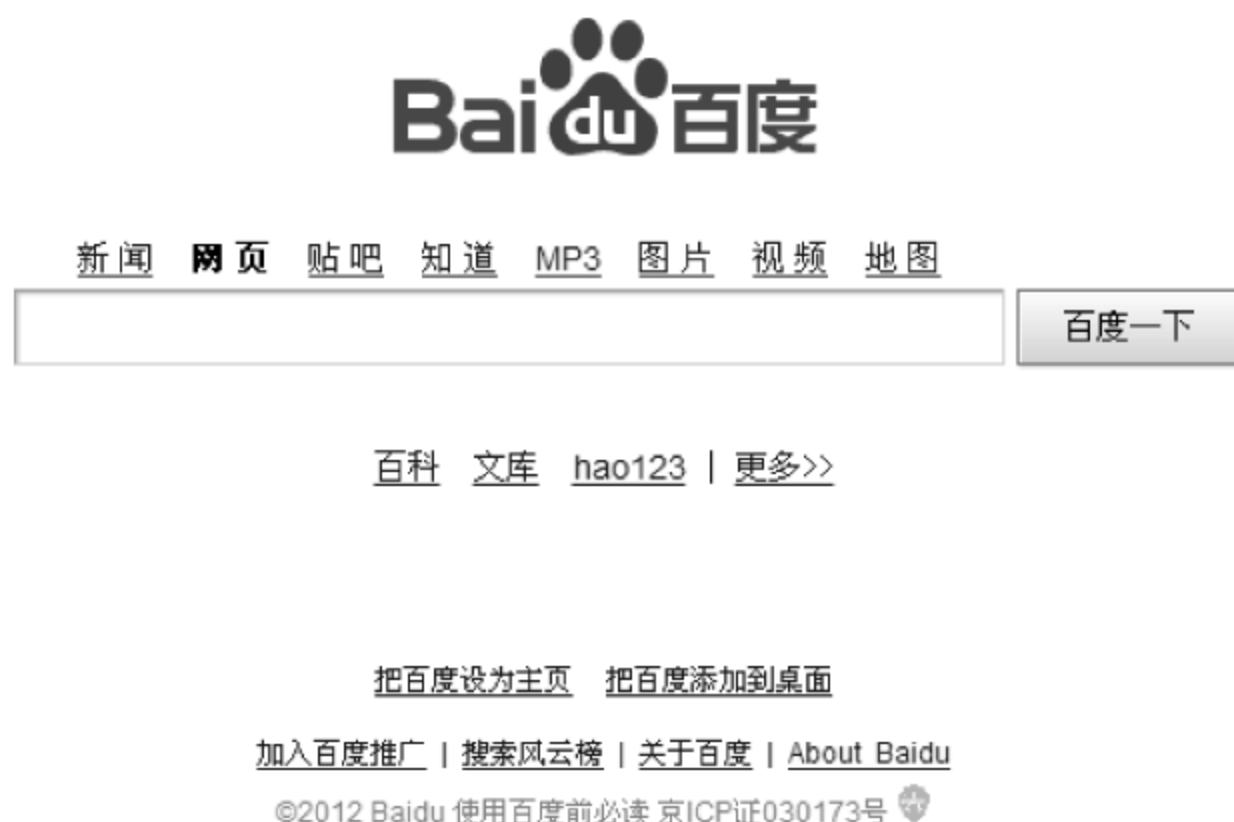 Bai du 百度
新闻 网页 贴吧 知道 MP3 图片 视频 地图
百度一下
百科 文库 hao123 | 更多>>
把百度设为主页 把百度添加到桌面
加入百度推广 | 搜索风云榜 | 关于百度 | About Baidu
©2012 Baidu 使用百度前必读 京ICP证030173号